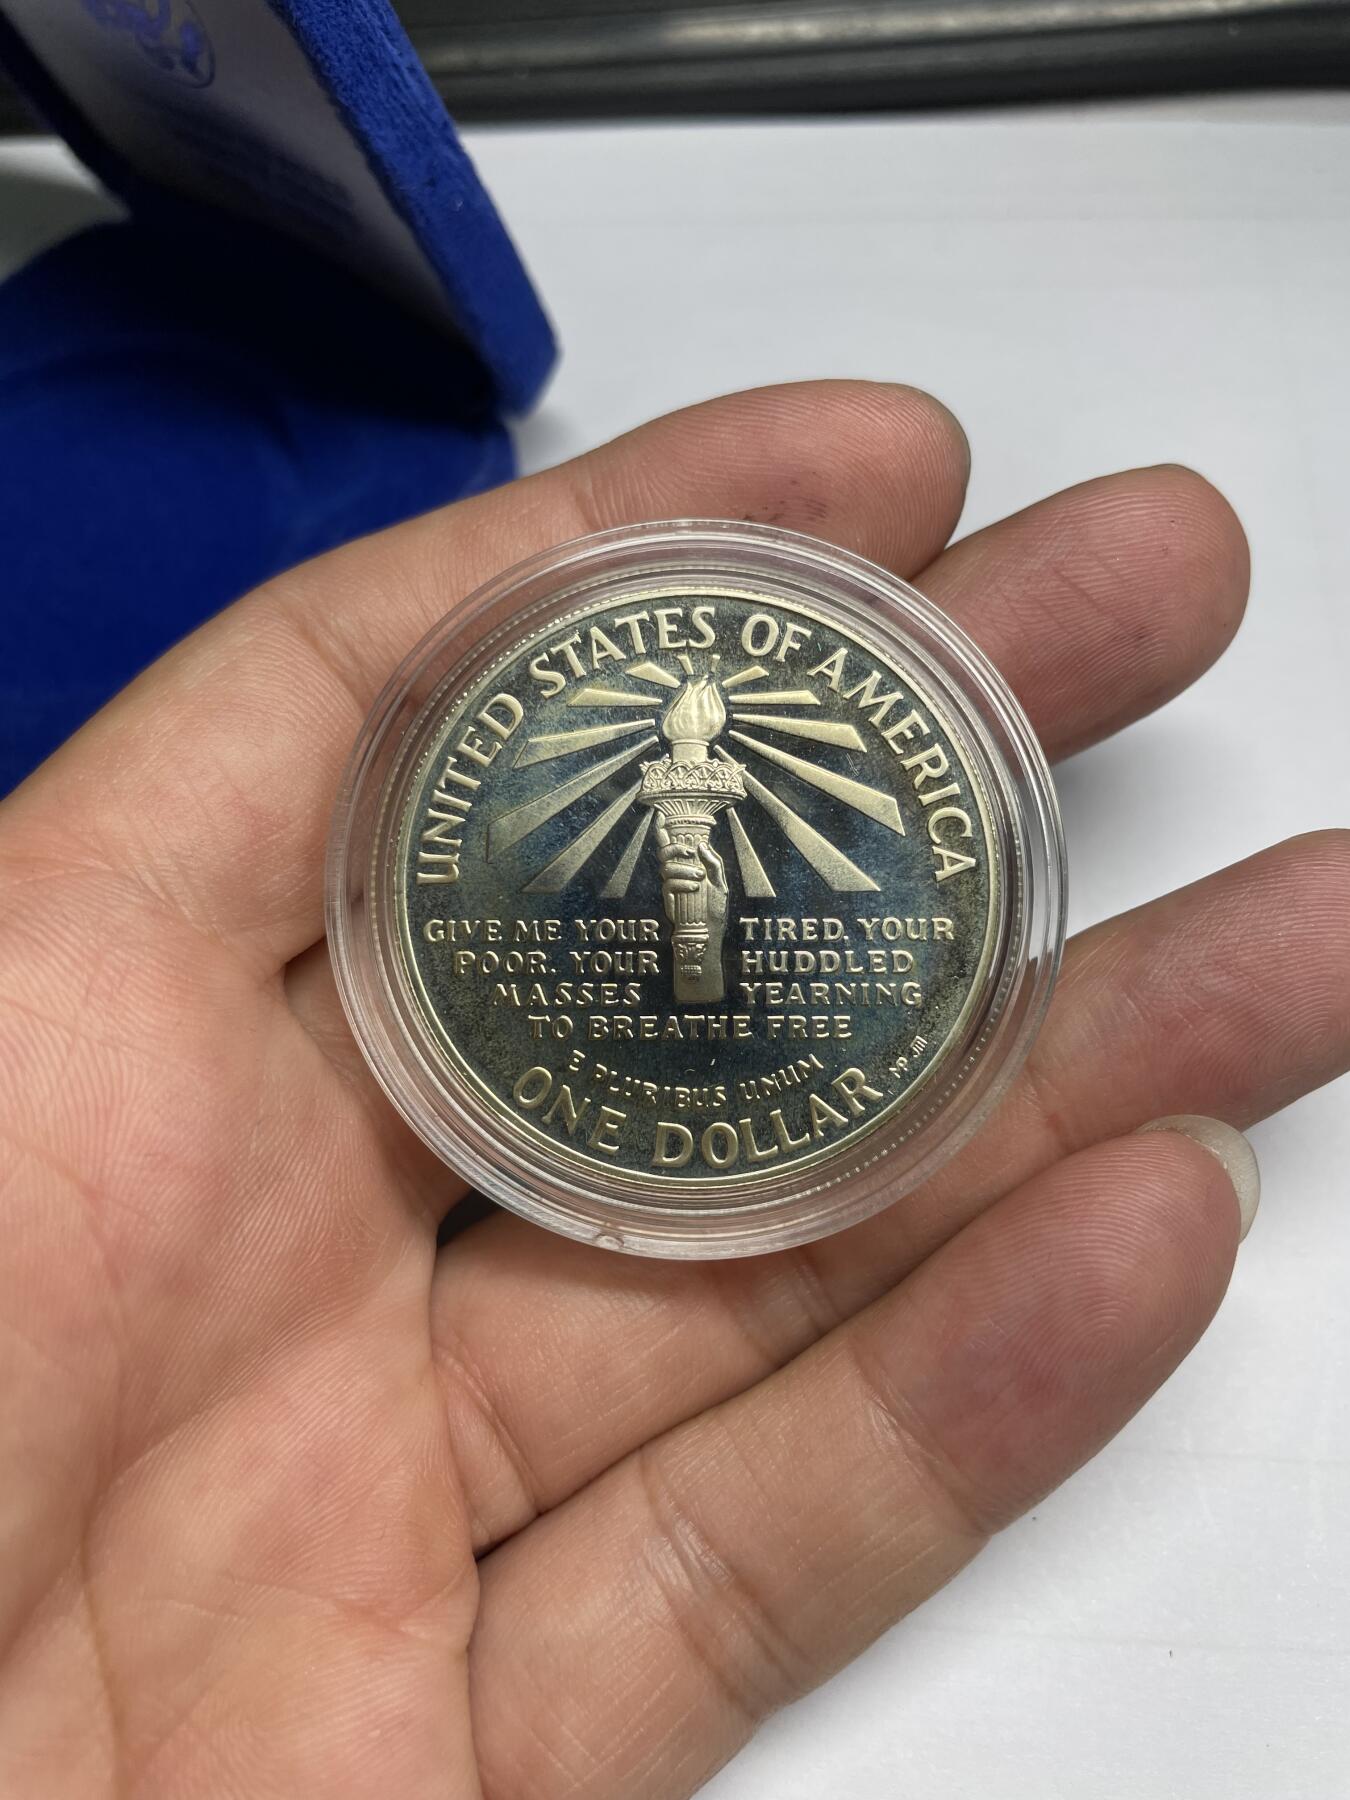 UNITED STATES OF AMERICA
GIVE ME YOUR TIRED, YOUR
POOR, YOUR HUDDLED
MASSES YEARNING
TO BREATHE FREE
E PLURIBUS UNUM
ONE DOLLAR